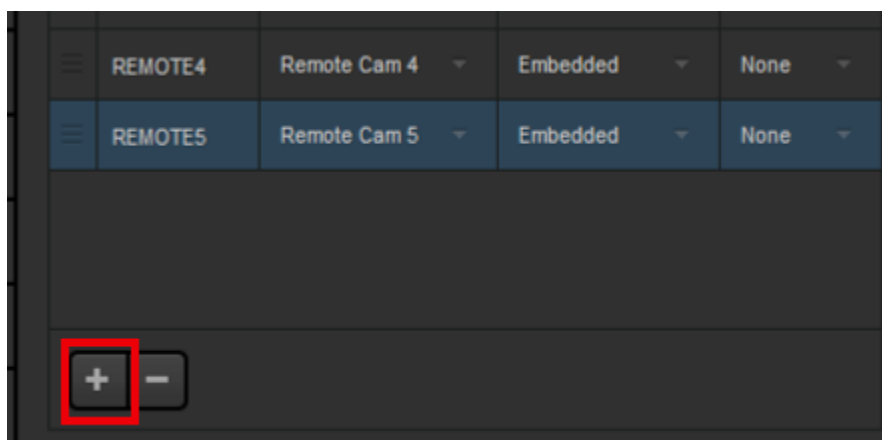 REMOTE4 Remote Cam 4 Embedded None
REMOTE5 Remote Cam 5 Embedded None
+ −